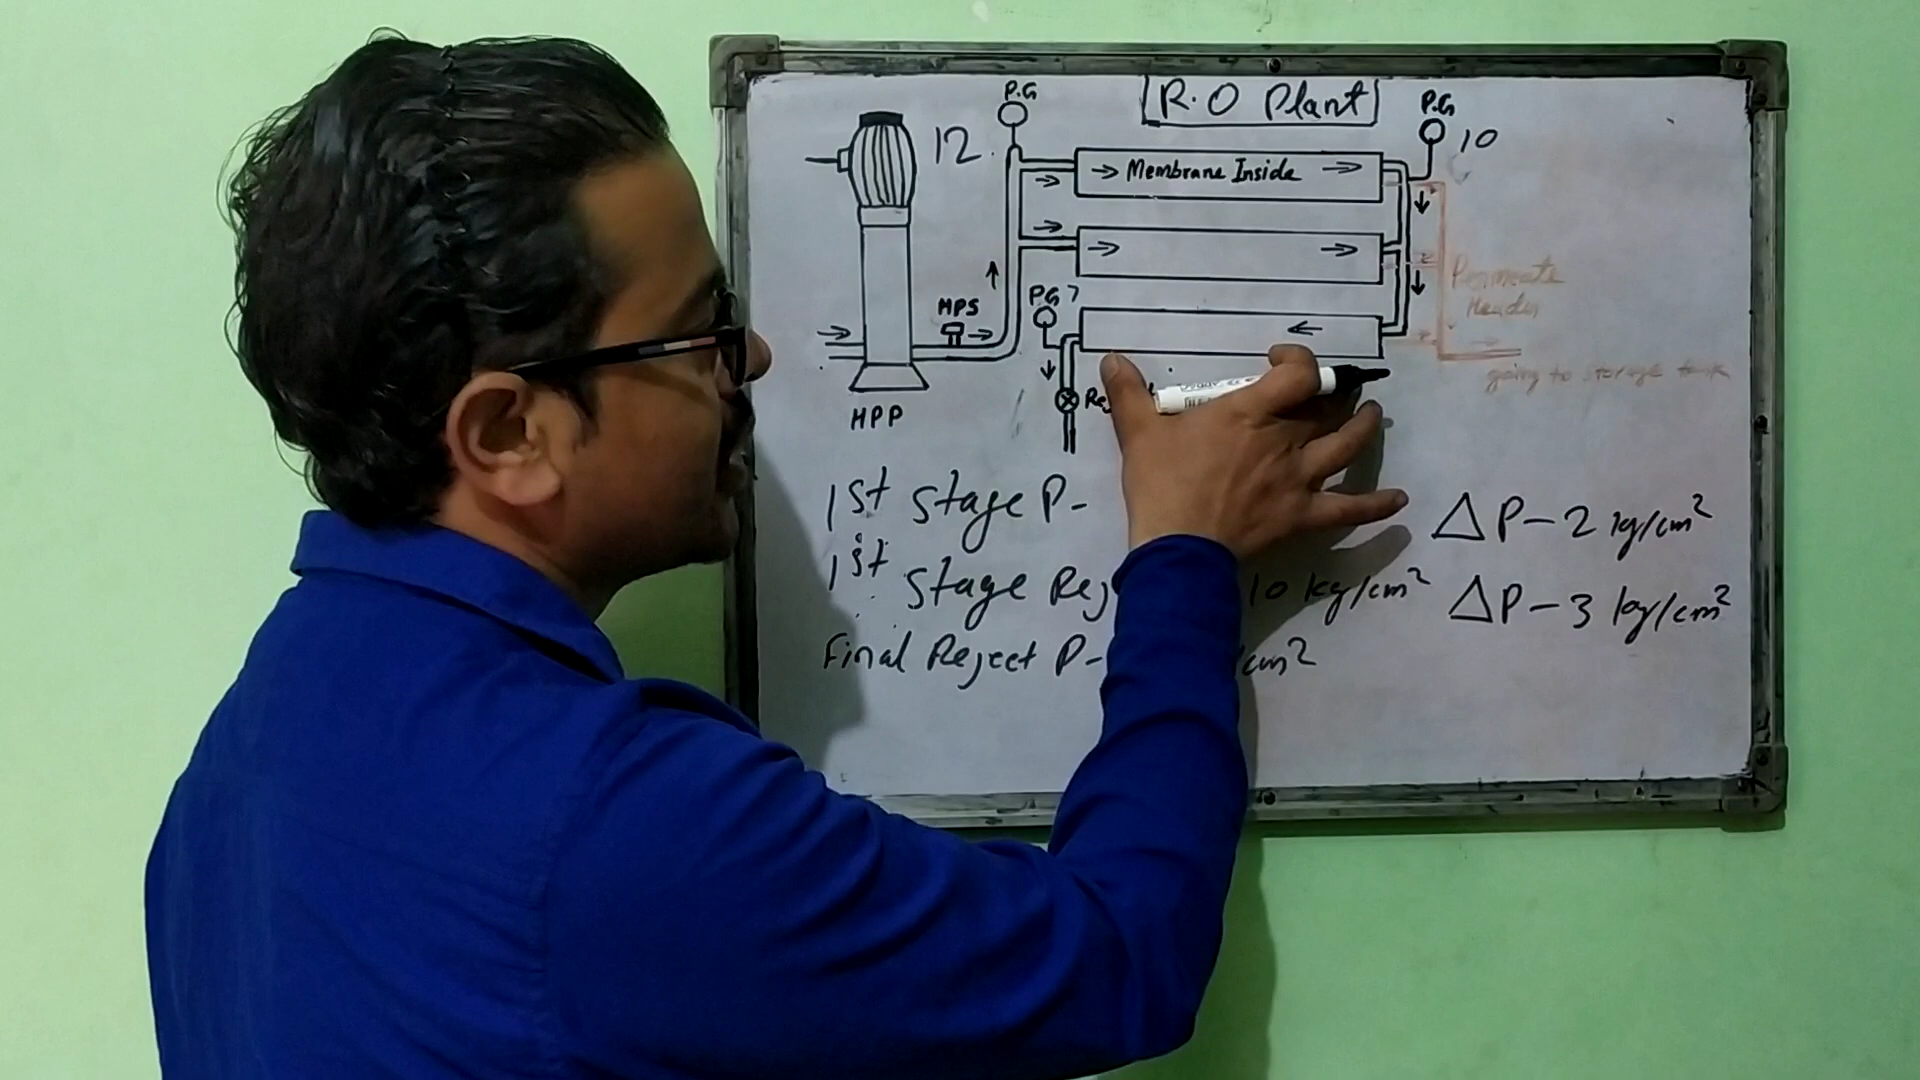 R.O Plant
P.G
12
P.G
10
Membrane Inside
MPS
P.G 7
HPP
Permeate
Header
going to storage tank
1st Stage P-
ΔP-2 kg/cm²
1st Stage Rej
10 kg/cm²
ΔP-3 kg/cm²
Final Reject P-
/cm²